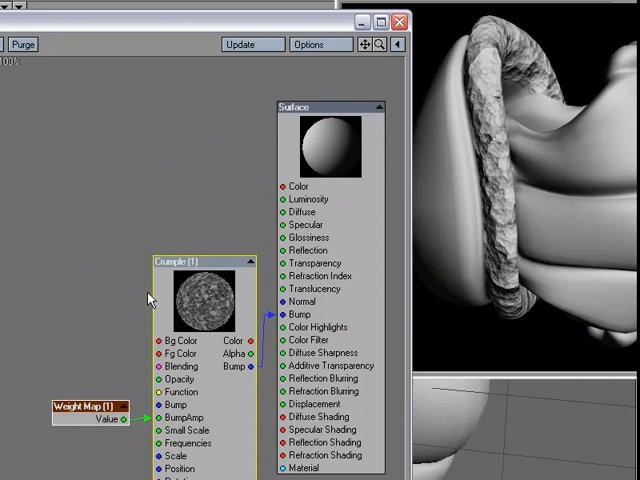 Purge
Update
Options
100%
Surface
Color
Luminosity
Diffuse
Specular
Glossiness
Reflection
Transparency
Refraction Index
Translucency
Normal
Bump
Color Highlights
Color Filter
Diffuse Sharpness
Additive Transparency
Reflection Blurring
Refraction Blurring
Displacement
Diffuse Shading
Specular Shading
Reflection Shading
Refraction Shading
Material
Crumple (1)
Bg Color Color
Fg Color Alpha
Blending Bump
Opacity
Function
Bump
BumpAmp
Small Scale
Frequencies
Scale
Position
Weight Map (1)
Value